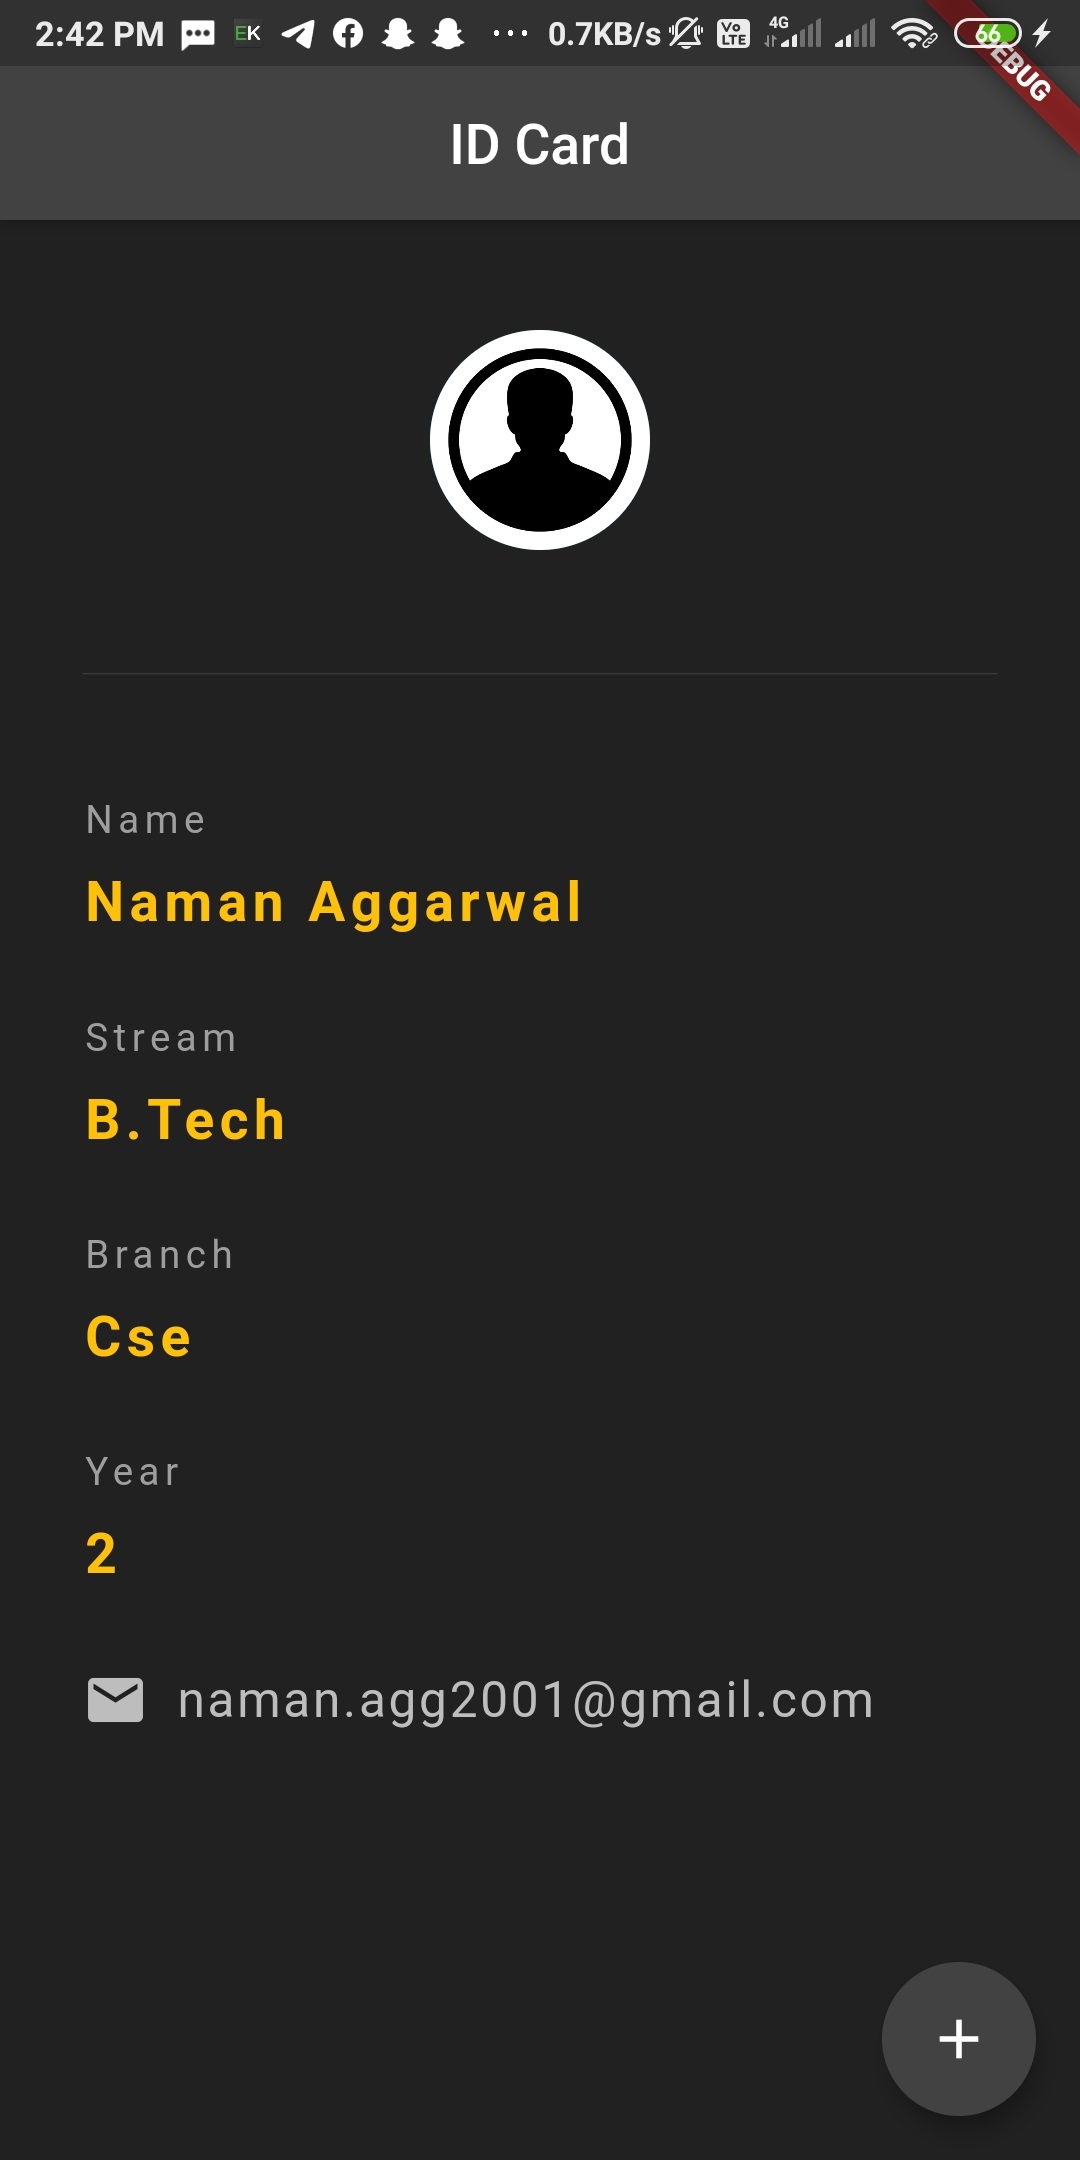 2:42 PM EK 0.7KB/s Vo LTE 4G 66
DEBUG
ID Card
Name
Naman Aggarwal
Stream
B.Tech
Branch
Cse
Year
2
naman.agg2001@gmail.com